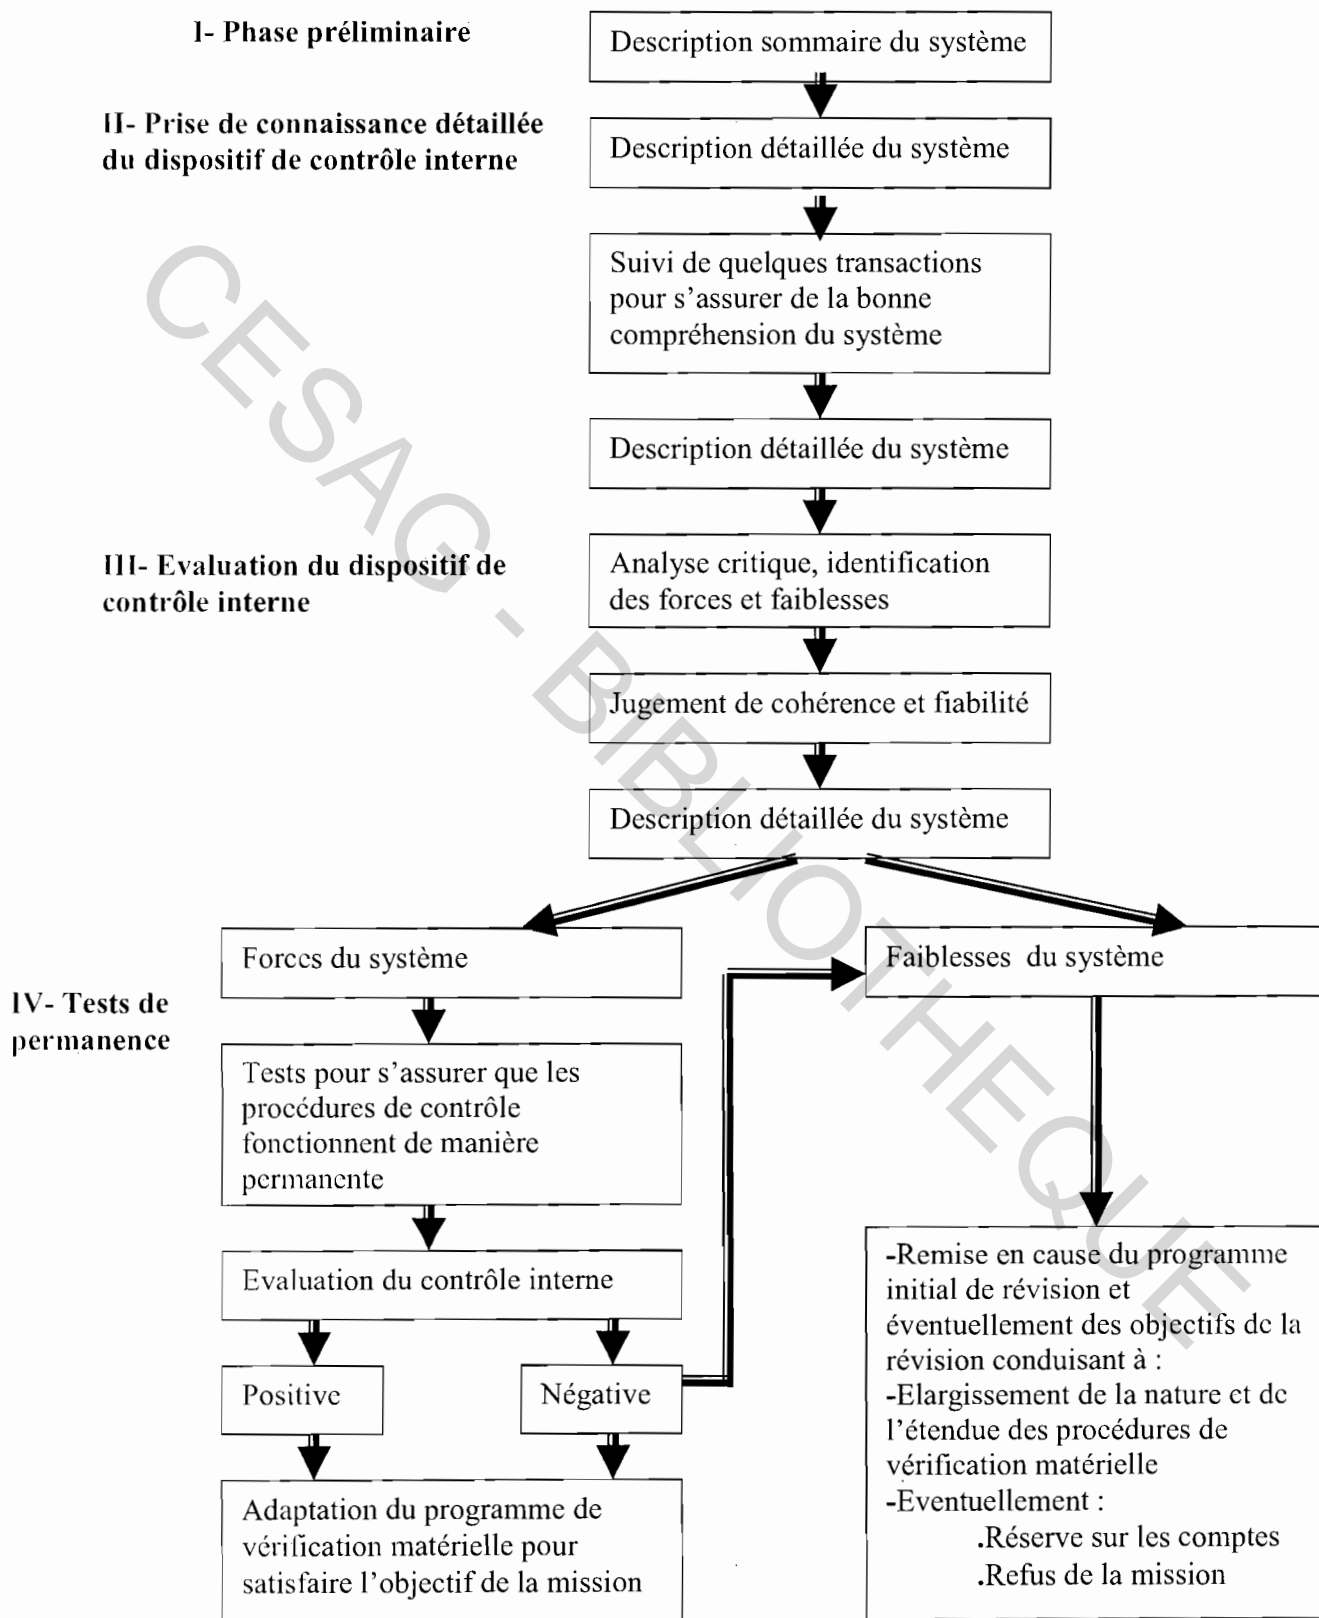 I- Phase préliminaire
Description sommaire du système
II- Prise de connaissance détaillée
du dispositif de contrôle interne
Description détaillée du système
Suivi de quelques transactions
pour s'assurer de la bonne
compréhension du système
Description détaillée du système
III- Evaluation du dispositif de
contrôle interne
Analyse critique, identification
des forces et faiblesses
Jugement de cohérence et fiabilité
Description détaillée du système
Forces du système
Faiblesses du système
IV- Tests de
permanence
Tests pour s'assurer que les
procédures de contrôle
fonctionnent de manière
permanente
Evaluation du contrôle interne
Positive
Négative
Adaptation du programme de
vérification matérielle pour
satisfaire l'objectif de la mission
-Remise en cause du programme
initial de révision et
éventuellement des objectifs de la
révision conduisant à :
-Elargissement de la nature et de
l'étendue des procédures de
vérification matérielle
-Eventuellement :
.Réserve sur les comptes
.Refus de la mission
CESAG - BIBLIOTHEQUE